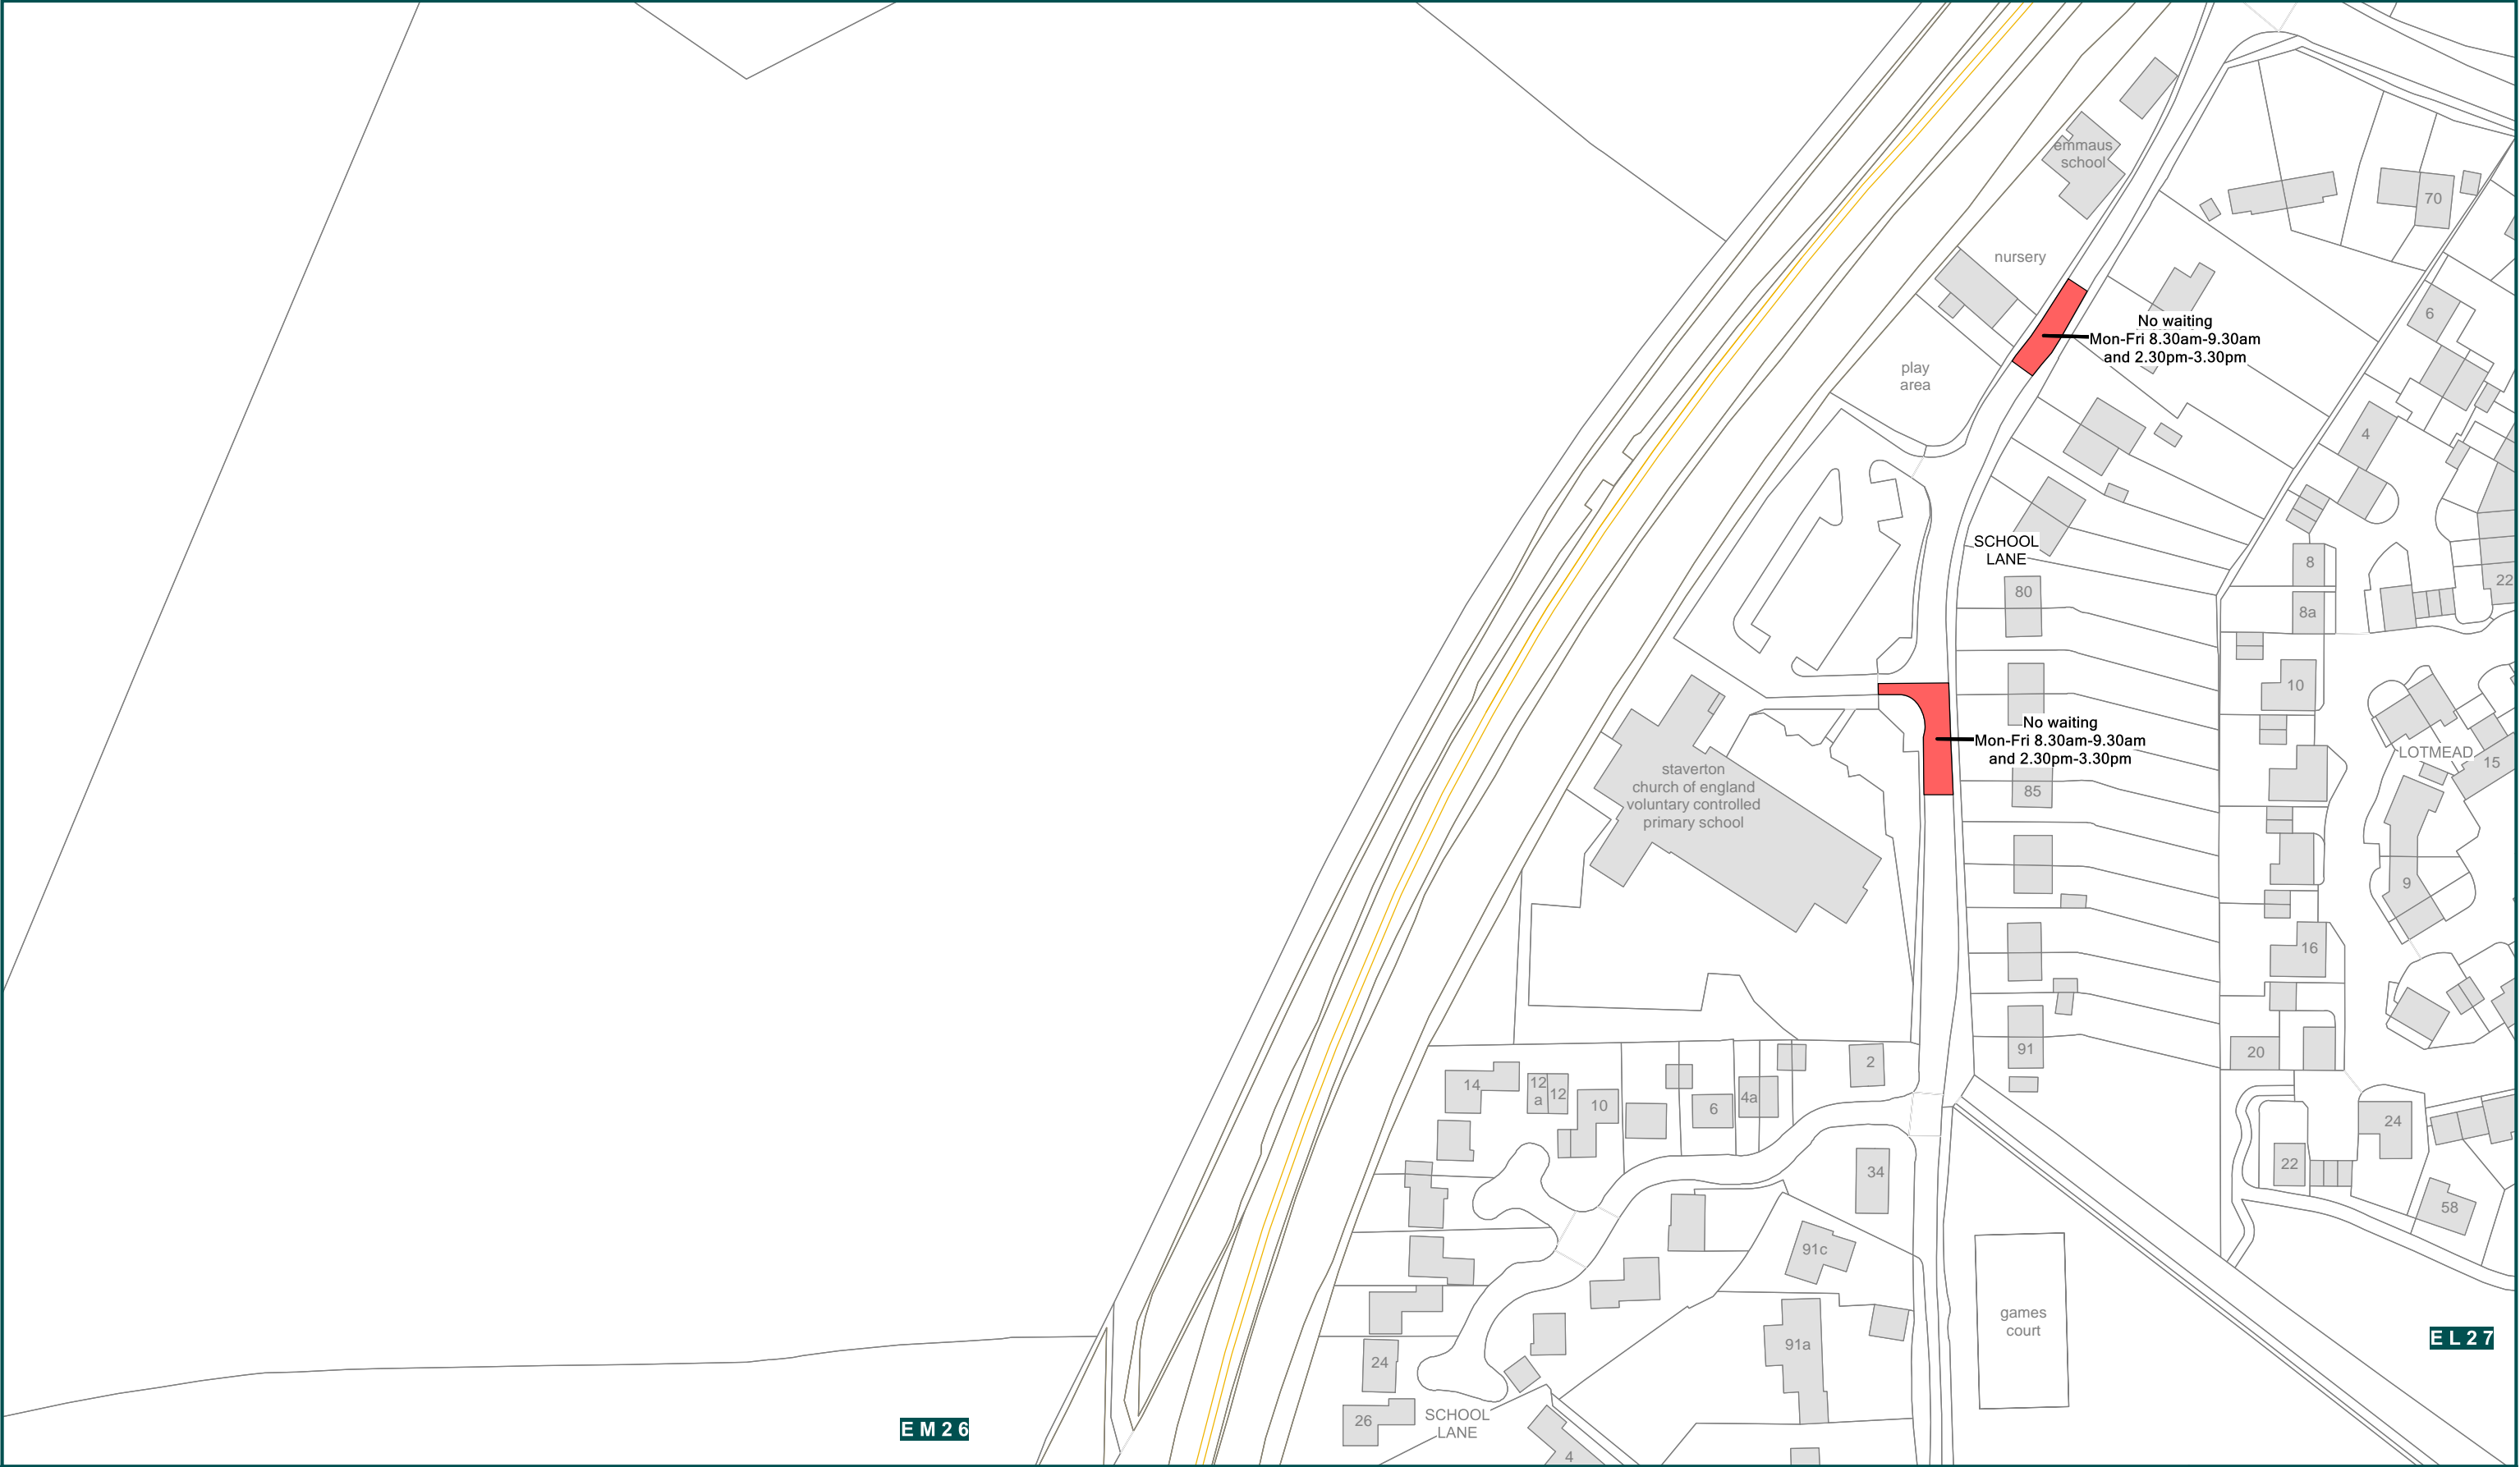 emmaus
school
70
nursery
6
No waiting
Mon-Fri 8.30am-9.30am
and 2.30pm-3.30pm
play
area
4
SCHOOL
LANE
8
22
80
8a
10
No waiting
Mon-Fri 8.30am-9.30am
and 2.30pm-3.30pm
LOTMEAD
15
staverton
church of england
voluntary controlled
primary school
85
9
16
91
20
2
14
12
a
12
10
6
4a
24
22
34
58
91c
games
court
91a
EL27
24
26
SCHOOL
LANE
EM26
4